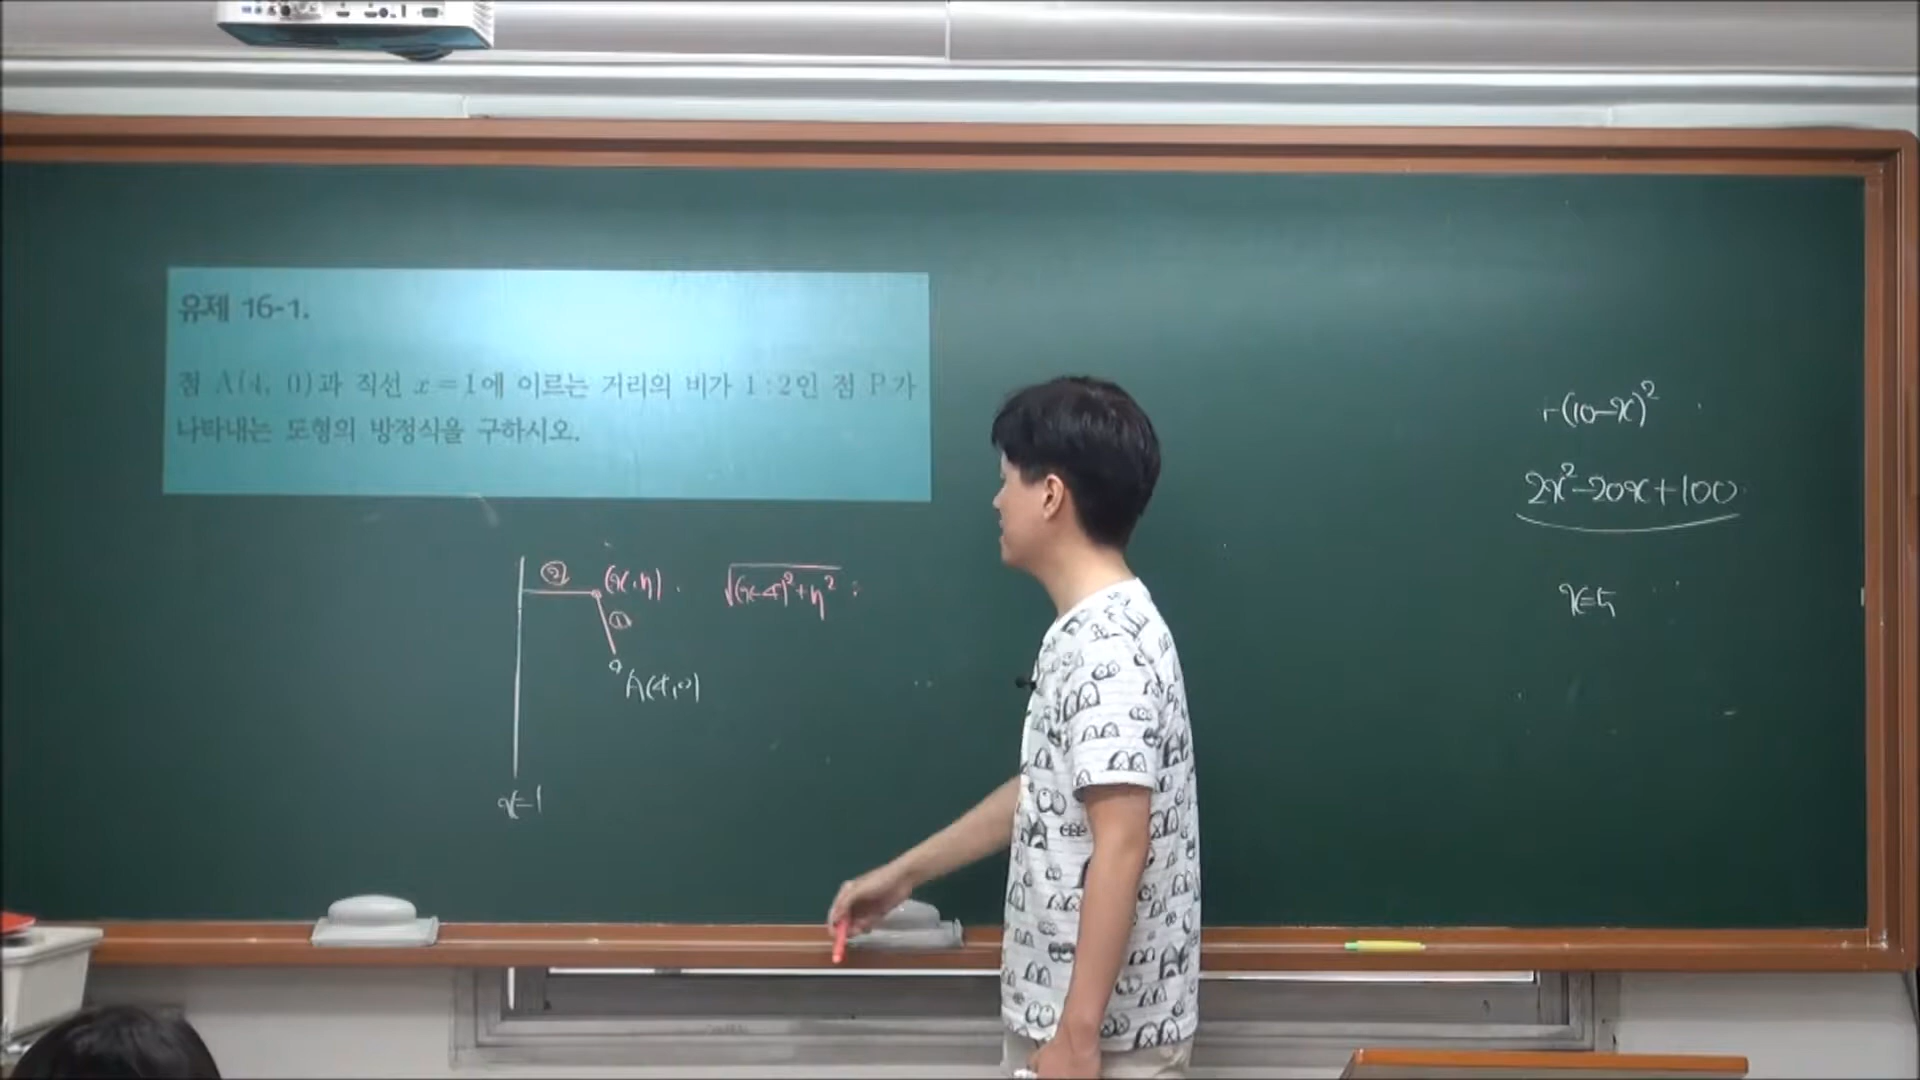 유제 16-1.
점 A(4, 0)과 직선 x=1에 이르는 거리의 비가 1:2인 점 P가
나타내는 도형의 방정식을 구하시오.
② (x, y) √(x-4)²+y² :
①
A(4, 0)
x=1
+(10-x)²
2x²-20x+100
x=5